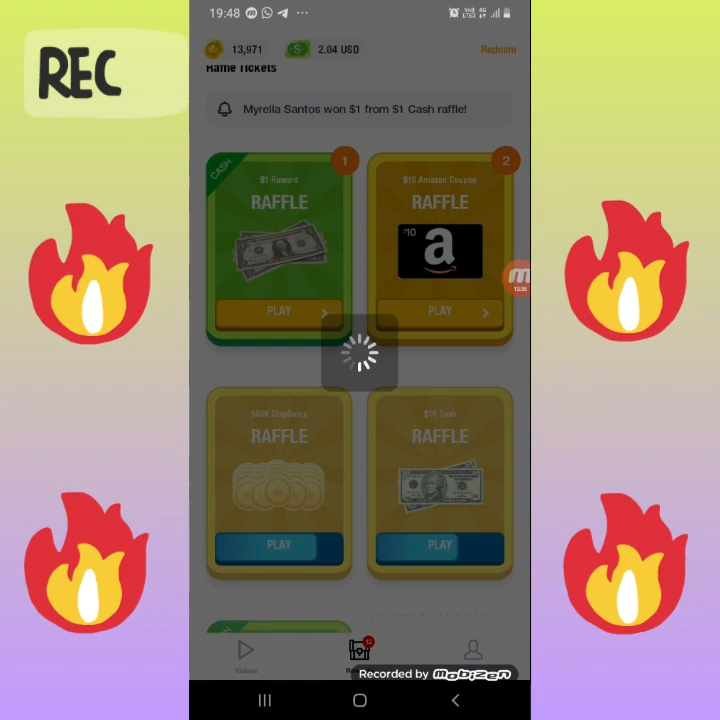 REC
19:48
13,971
2.04 USD
Redeem
Raffle Tickets
Myrella Santos won $1 from $1 Cash raffle!
CASH
1
$1 Reward
RAFFLE
PLAY
2
$10 Amazon Coupon
RAFFLE
$10
a
PLAY
RAFFLE
PLAY
$10 Cash
RAFFLE
PLAY
Videos
12
Recorded by mobizen